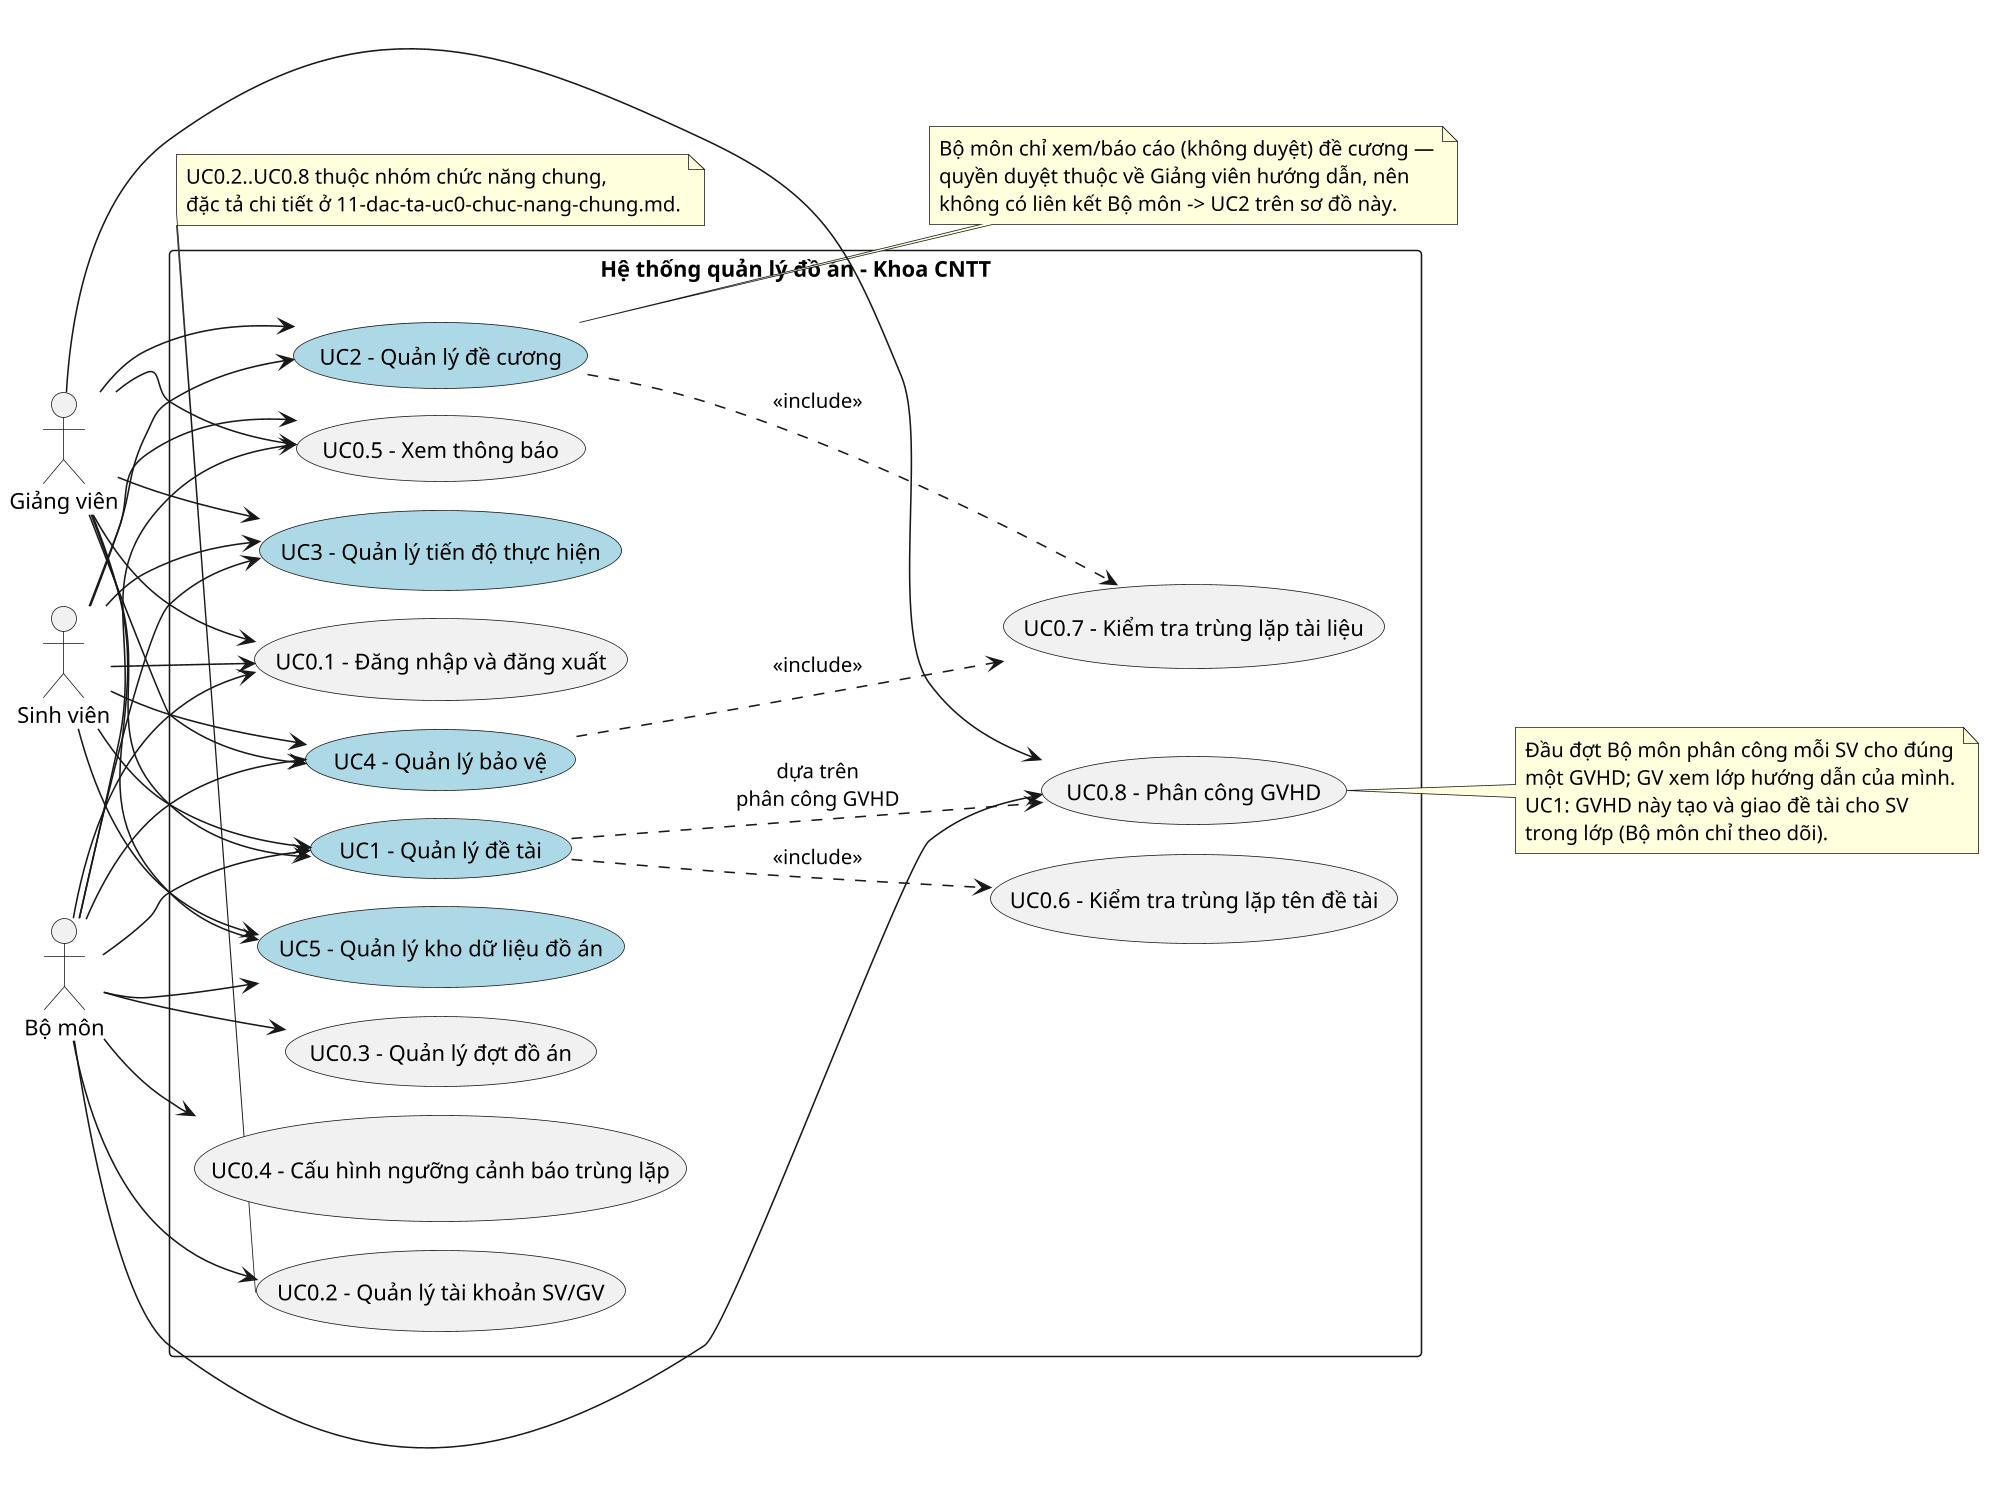 Bộ môn chỉ xem/báo cáo (không duyệt) đề cương —
quyền duyệt thuộc về Giảng viên hướng dẫn, nên
không có liên kết Bộ môn -> UC2 trên sơ đồ này.
UC0.2..UC0.8 thuộc nhóm chức năng chung,
đặc tả chi tiết ở 11-dac-ta-uc0-chuc-nang-chung.md.
Hệ thống quản lý đồ án - Khoa CNTT
UC2 - Quản lý đề cương
«include»
UC0.5 - Xem thông báo
Giảng viên
UC3 - Quản lý tiến độ thực hiện
UC0.7 - Kiểm tra trùng lặp tài liệu
UC0.1 - Đăng nhập và đăng xuất
«include»
Sinh viên
UC4 - Quản lý bảo vệ
dựa trên
phân công GVHD
UC0.8 - Phân công GVHD
Đầu đợt Bộ môn phân công mỗi SV cho đúng
một GVHD; GV xem lớp hướng dẫn của mình.
UC1: GVHD này tạo và giao đề tài cho SV
trong lớp (Bộ môn chỉ theo dõi).
UC1 - Quản lý đề tài
«include»
UC0.6 - Kiểm tra trùng lặp tên đề tài
UC5 - Quản lý kho dữ liệu đồ án
Bộ môn
UC0.3 - Quản lý đợt đồ án
UC0.4 - Cấu hình ngưỡng cảnh báo trùng lặp
UC0.2 - Quản lý tài khoản SV/GV